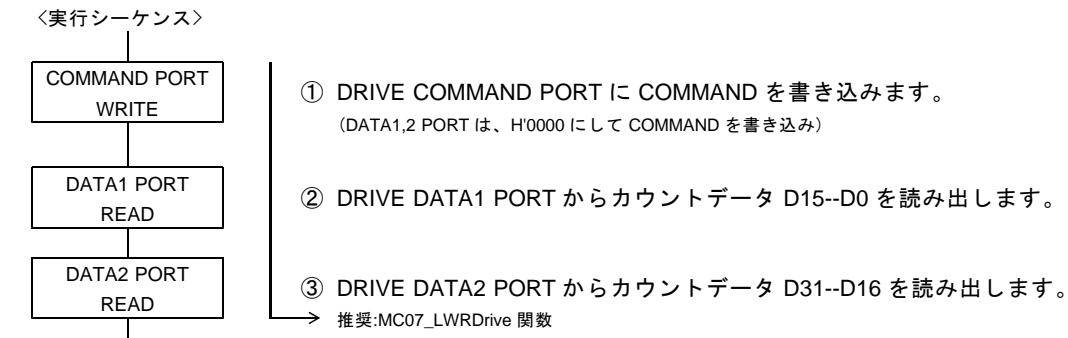 〈実行シーケンス〉
COMMAND PORT
WRITE
① DRIVE COMMAND PORT に COMMAND を書き込みます。
（DATA1,2 PORT は、H'0000 にして COMMAND を書き込み）
DATA1 PORT
READ
② DRIVE DATA1 PORT からカウントデータ D15--D0 を読み出します。
DATA2 PORT
READ
③ DRIVE DATA2 PORT からカウントデータ D31--D16 を読み出します。
推奨:MC07_LWRDrive 関数